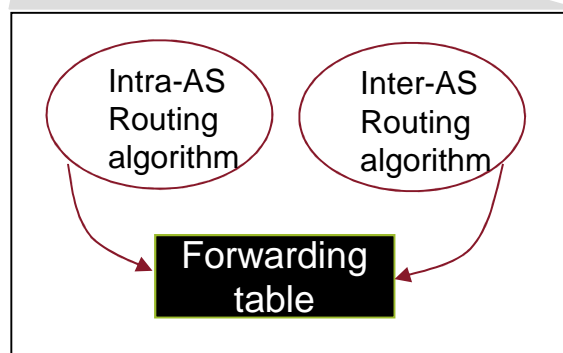 Intra-AS
Routing
algorithm
Inter-AS
Routing
algorithm
Forwarding
table